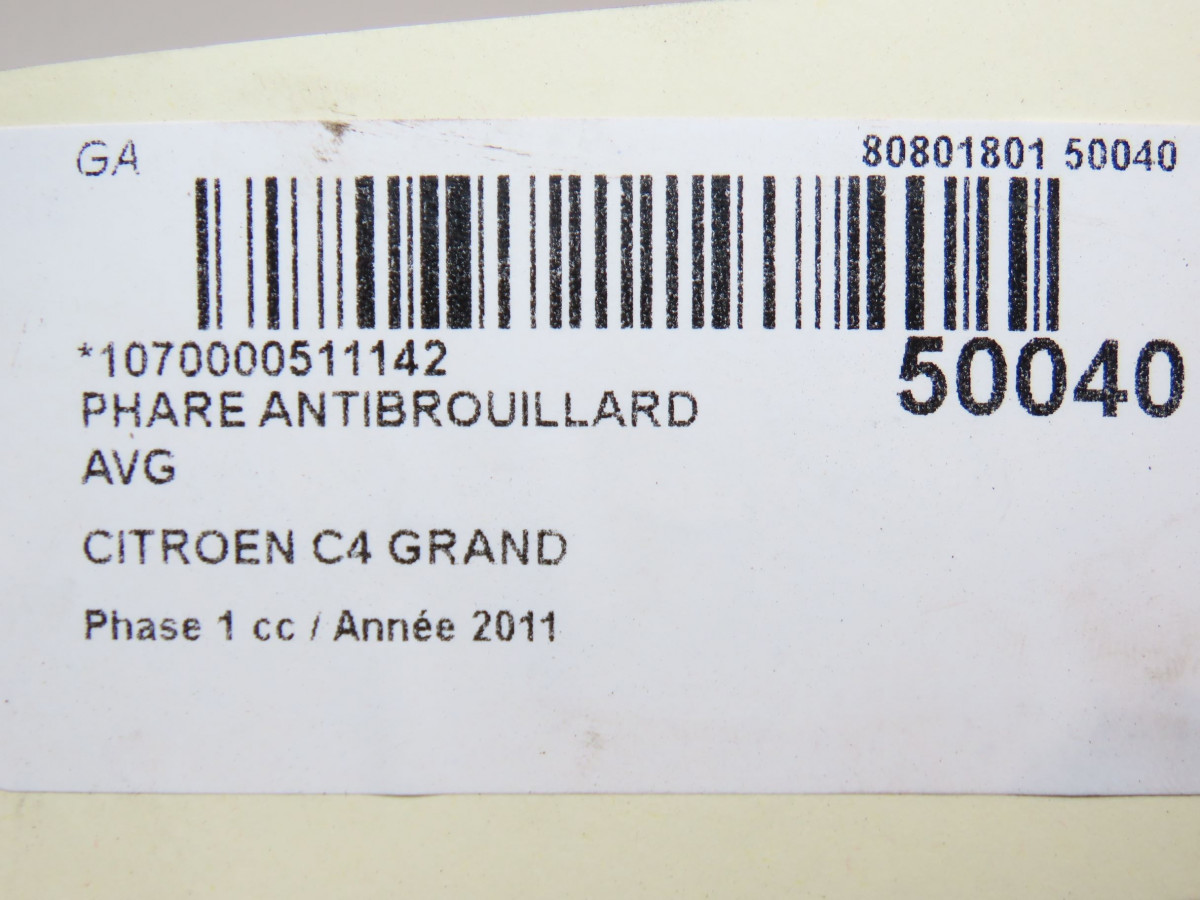 GA
80801801 50040
*1070000511142
50040
PHARE ANTIBROUILLARD
AVG
CITROEN C4 GRAND
Phase 1 cc / Année 2011